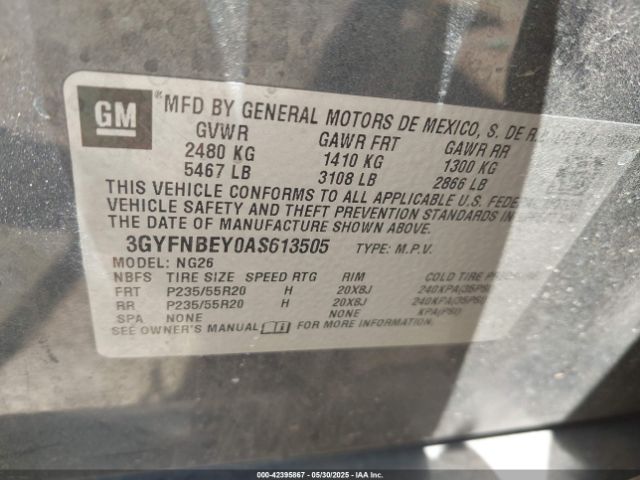 GM
MFD BY GENERAL MOTORS DE MEXICO, S. DE R.
GVWR GAWR FRT GAWR RR
2480 KG 1410 KG 1300 KG
5467 LB 3108 LB 2866 LB
THIS VEHICLE CONFORMS TO ALL APPLICABLE U.S. FEDE
VEHICLE SAFETY AND THEFT PREVENTION STANDARDS IN
THE DATE OF MANUFACTURE SHOWN ABOVE.
3GYFNBEY0AS613505 TYPE: M.P.V.
MODEL: NG26
NBFS TIRE SIZE SPEED RTG RIM COLD TIRE
FRT P235/55R20 H 20X8J 240KPA(35PSI
RR P235/55R20 H 20X8J 240KPA(35PSI)
SPA NONE NONE KPA(PSI)
SEE OWNER'S MANUAL FOR MORE INFORMATION.
00-42395867 — 05/30/2025 — IAA Inc.